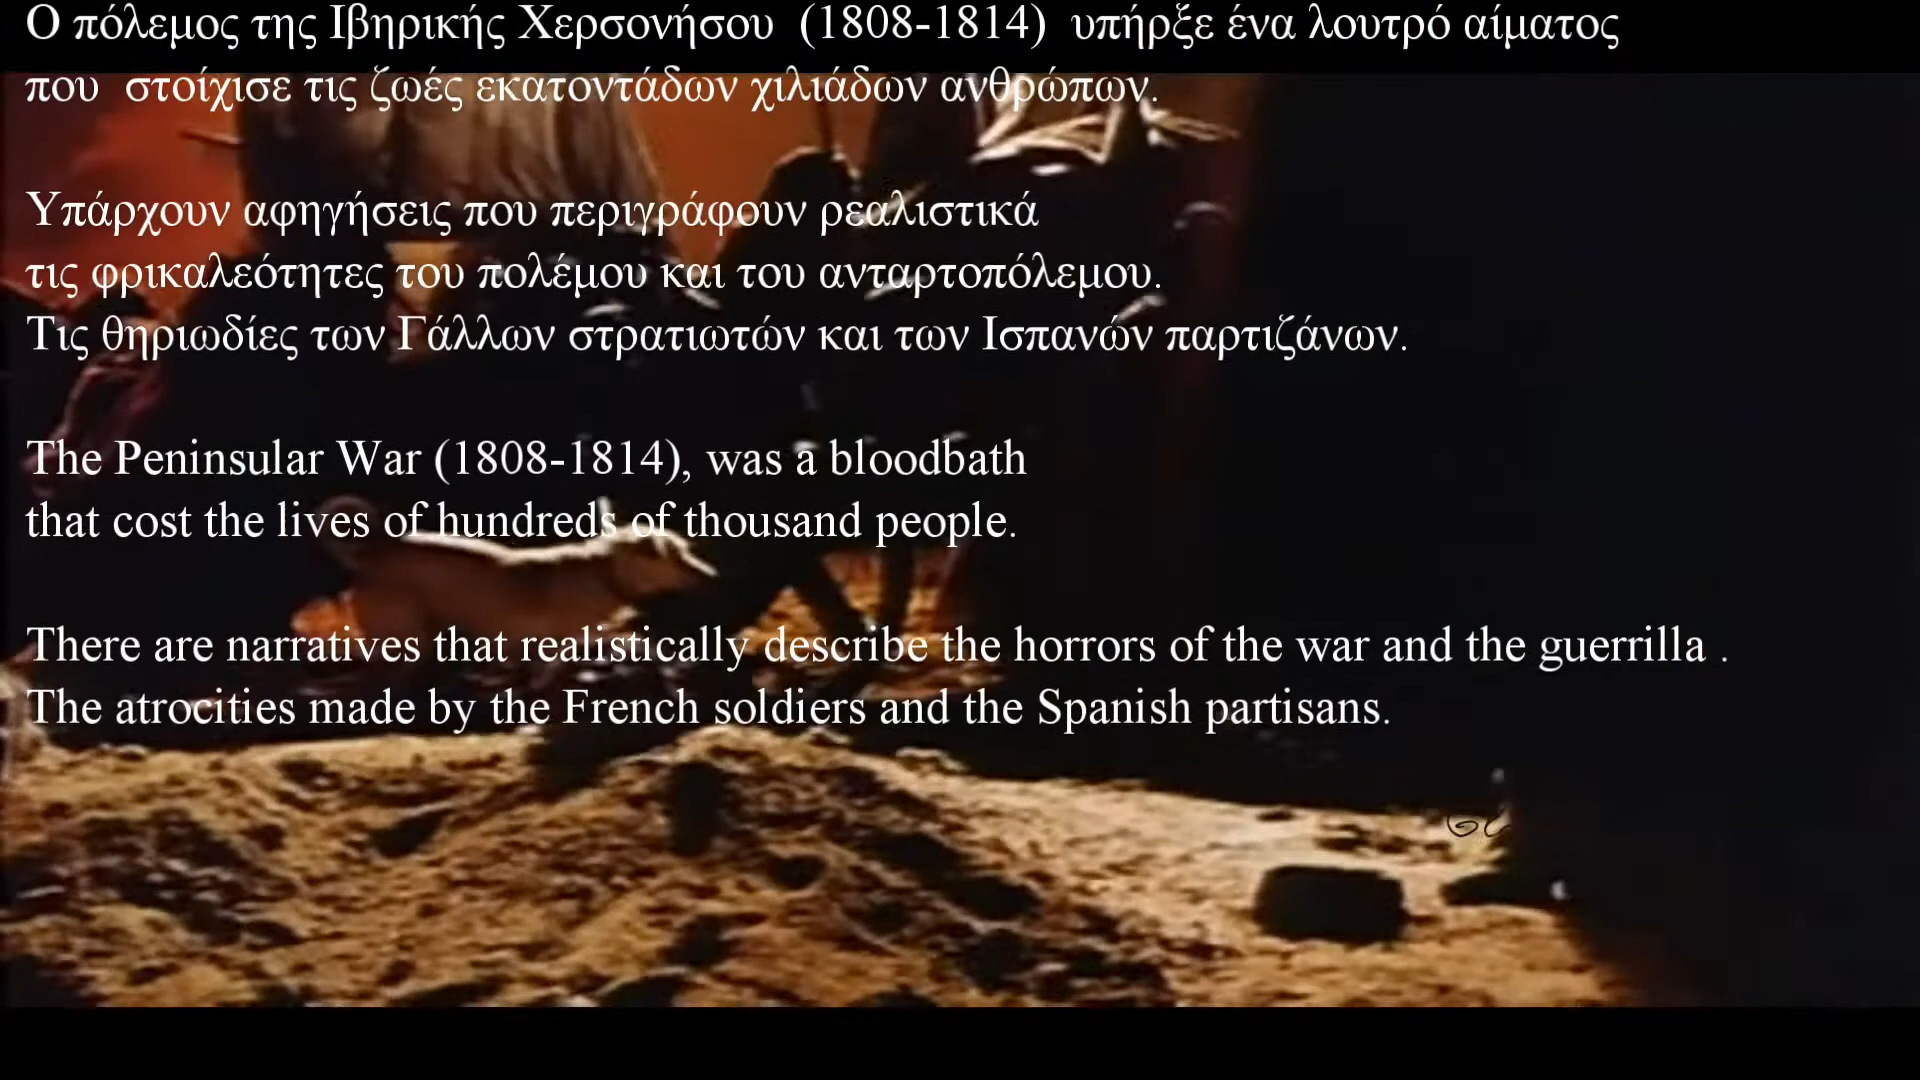 Ο πόλεμος της Ιβηρικής Χερσονήσου (1808-1814) υπήρξε ένα λουτρό αίματος
που στοίχισε τις ζωές εκατοντάδων χιλιάδων ανθρώπων.
Υπάρχουν αφηγήσεις που περιγράφουν ρεαλιστικά
τις φρικαλεότητες του πολέμου και του ανταρτοπόλεμου.
Τις θηριωδίες των Γάλλων στρατιωτών και των Ισπανών παρτιζάνων.
The Peninsular War (1808-1814), was a bloodbath
that cost the lives of hundreds of thousand people.
There are narratives that realistically describe the horrors of the war and the guerrilla .
The atrocities made by the French soldiers and the Spanish partisans.